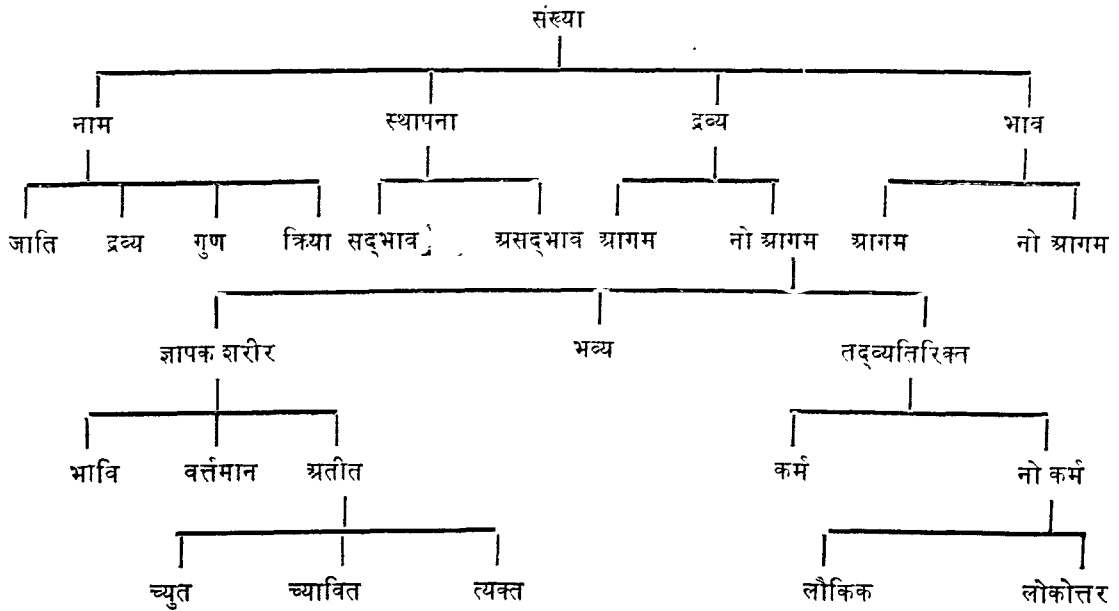 संख्या
नाम स्थापना द्रव्य भाव
जाति द्रव्य गुण क्रिया सद्‌भाव असद्‌भाव आगम नो आगम आगम नो आगम
ज्ञापक शरीर भव्य तद्‌व्यतिरिक्त
भावि वर्त्तमान अतीत कर्म नो कर्म
च्युत च्यावित त्यक्त लौकिक लोकोत्तर